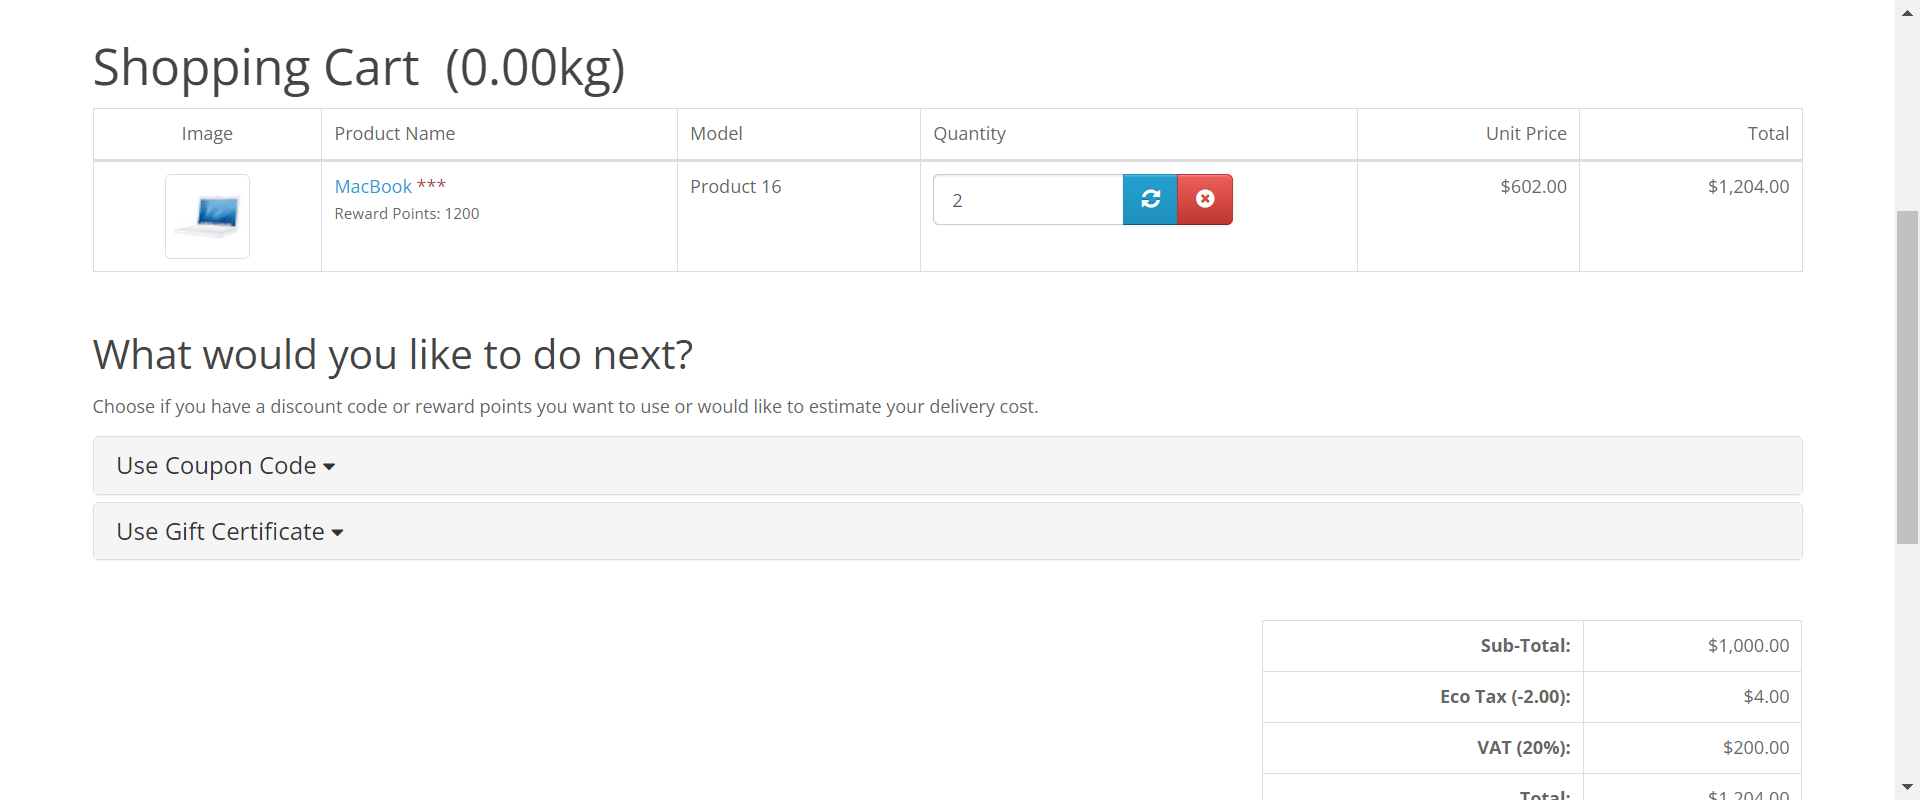 Shopping Cart  (0.00kg)
Image Product Name Model Quantity Unit Price Total
MacBook *** Product 16 2 $602.00 $1,204.00
Reward Points: 1200
What would you like to do next?
Choose if you have a discount code or reward points you want to use or would like to estimate your delivery cost.
Use Coupon Code
Use Gift Certificate
Sub-Total: $1,000.00
Eco Tax (-2.00): $4.00
VAT (20%): $200.00
Total: $1,204.00